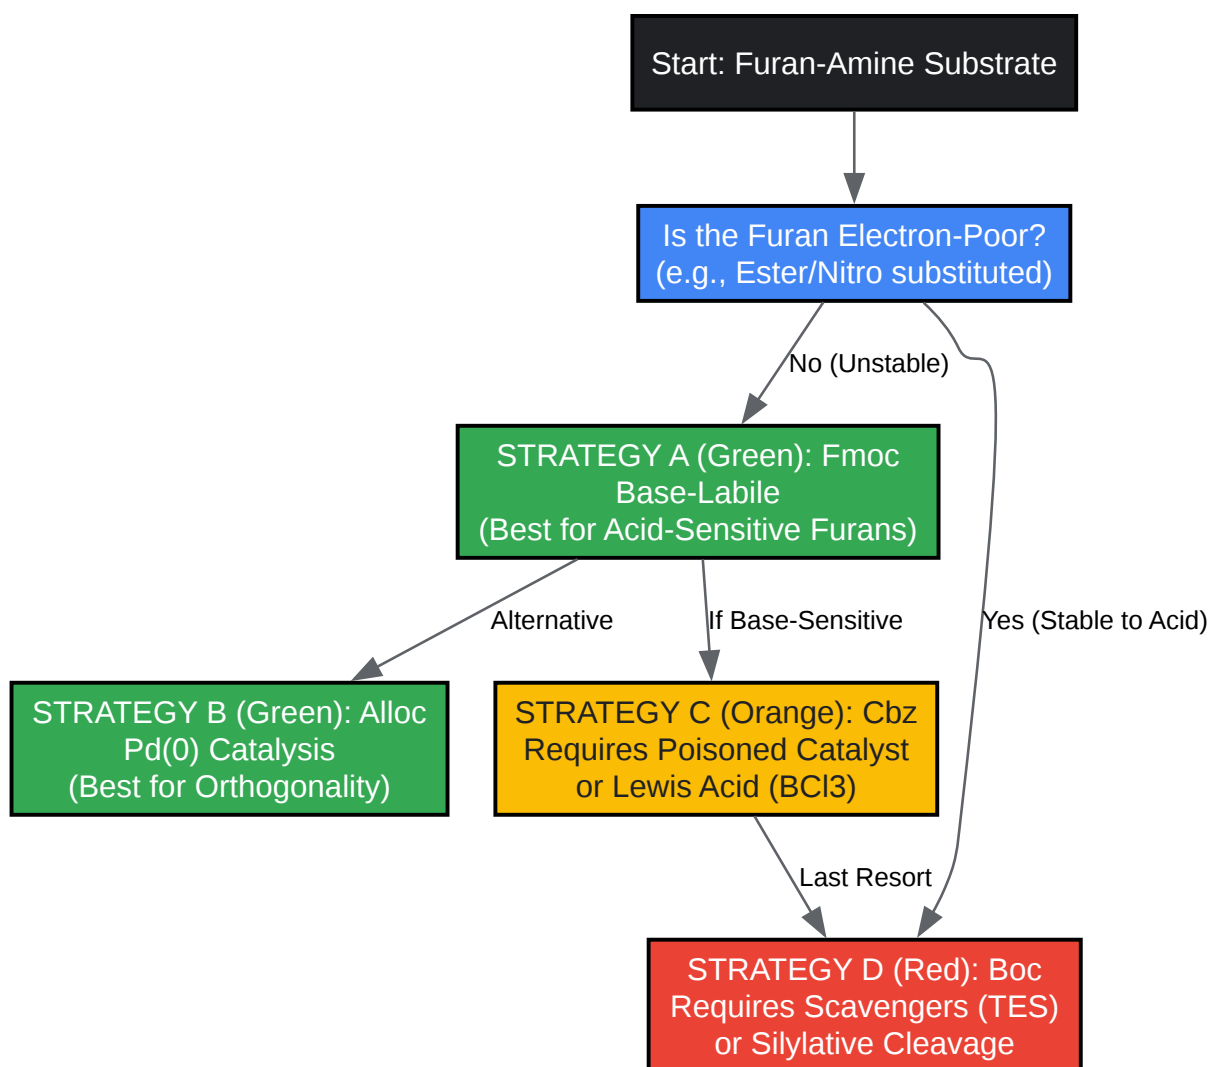 Start: Furan-Amine Substrate
Is the Furan Electron-Poor?
(e.g., Ester/Nitro substituted)
No (Unstable)
STRATEGY A (Green): Fmoc
Base-Labile
(Best for Acid-Sensitive Furans)
Alternative
If Base-Sensitive
Yes (Stable to Acid)
STRATEGY B (Green): Alloc
Pd(0) Catalysis
(Best for Orthogonality)
STRATEGY C (Orange): Cbz
Requires Poisoned Catalyst
or Lewis Acid (BCl3)
Last Resort
STRATEGY D (Red): Boc
Requires Scavengers (TES)
or Silylative Cleavage